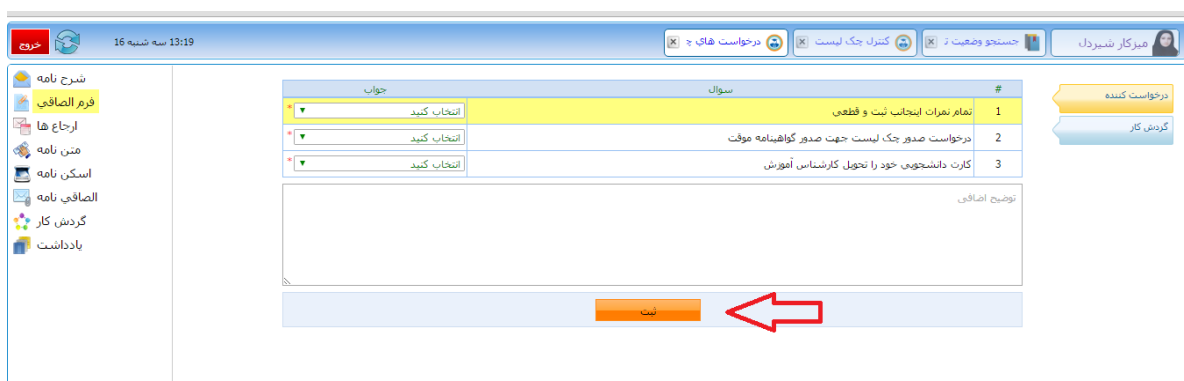 میزکار شیردل
جستجو وضعیت ت
کنترل چک لیست
درخواست های چ
13:19 سه شنبه 16
خروج
درخواست کننده
گردش کار
# سوال جواب
1 تمام نمرات اینجانب ثبت و قطعی انتخاب کنید *
2 درخواست صدور چک لیست جهت صدور گواهینامه موقت انتخاب کنید *
3 کارت دانشجویی خود را تحویل کارشناس آموزش انتخاب کنید *
توضیح اضافی
ثبت
شرح نامه
فرم الصاقي
ارجاع ها
متن نامه
اسکن نامه
الصاقي نامه
گردش کار
یادداشت